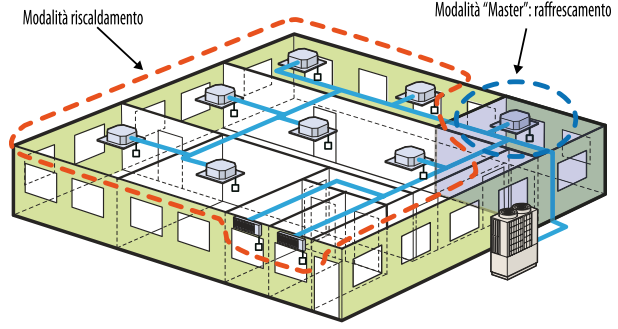 Modalità riscaldamento
Modalità “Master”: raffrescamento